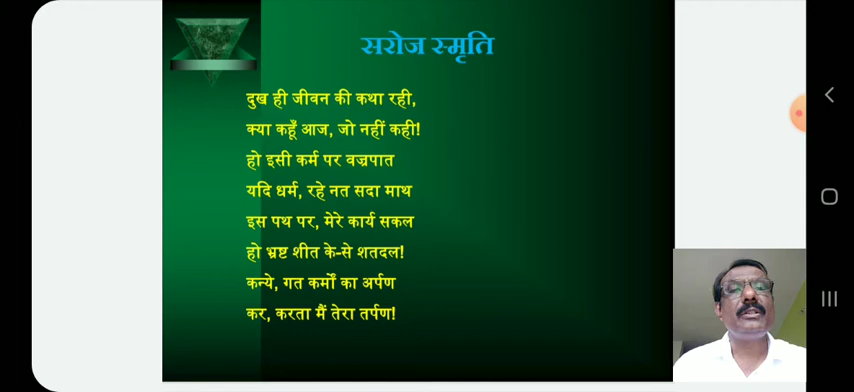 सरोज स्मृति
दुख ही जीवन की कथा रही,
क्या कहूँ आज, जो नहीं कही!
हो इसी कर्म पर वज्रपात
यदि धर्म, रहे नत सदा माथ
इस पथ पर, मेरे कार्य सकल
हो भ्रष्ट शीत के-से शतदल!
कन्ये, गत कर्मों का अर्पण
कर, करता मैं तेरा तर्पण!